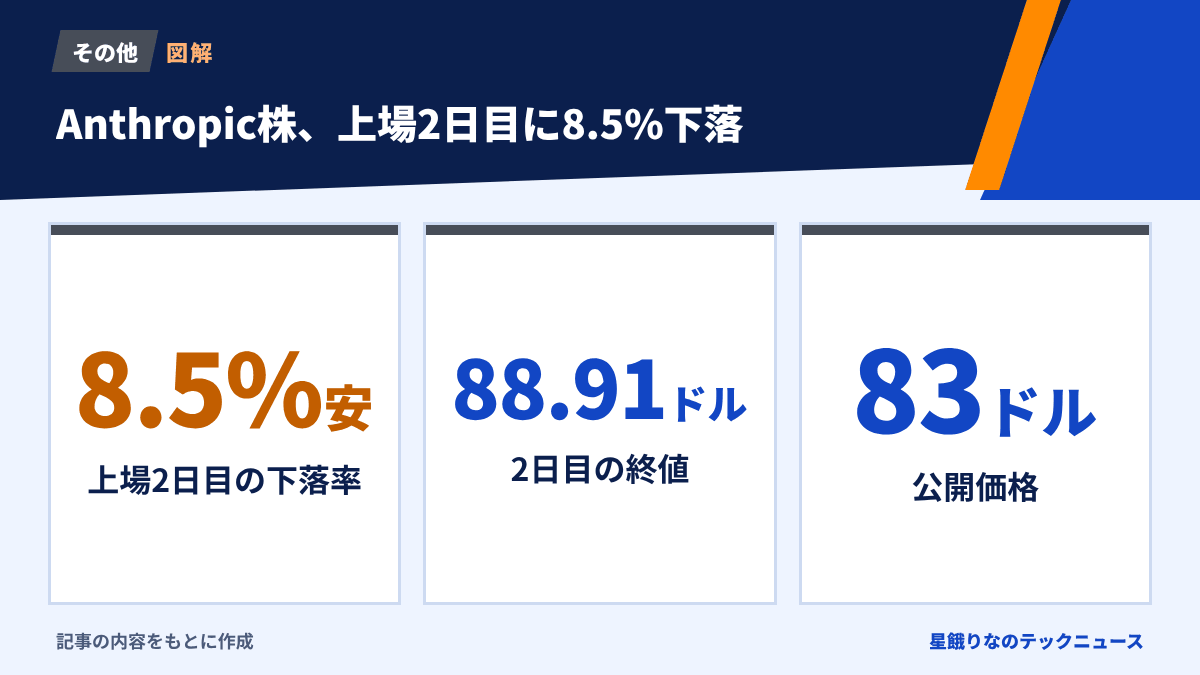 その他 図解
Anthropic株、上場2日目に8.5%下落
8.5%安
上場2日目の下落率
88.91ドル
2日目の終値
83ドル
公開価格
記事の内容をもとに作成
星餓りなのテックニュース